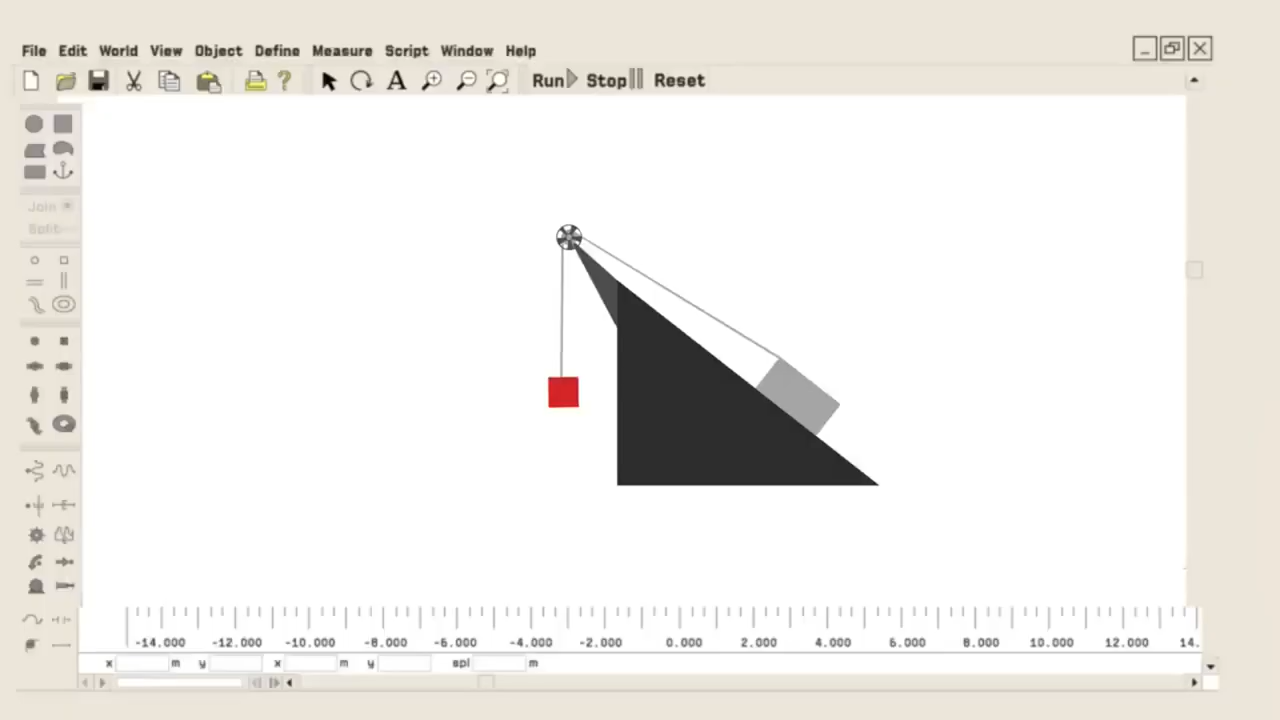 File Edit World View Object Define Measure Script Window Help
? A Run Stop Reset
Join
Split
-14.000 -12.000 -10.000 -8.000 -6.000 -4.000 -2.000 0.000 2.000 4.000 6.000 8.000 10.000 12.000 14.
x m y x m y spl m